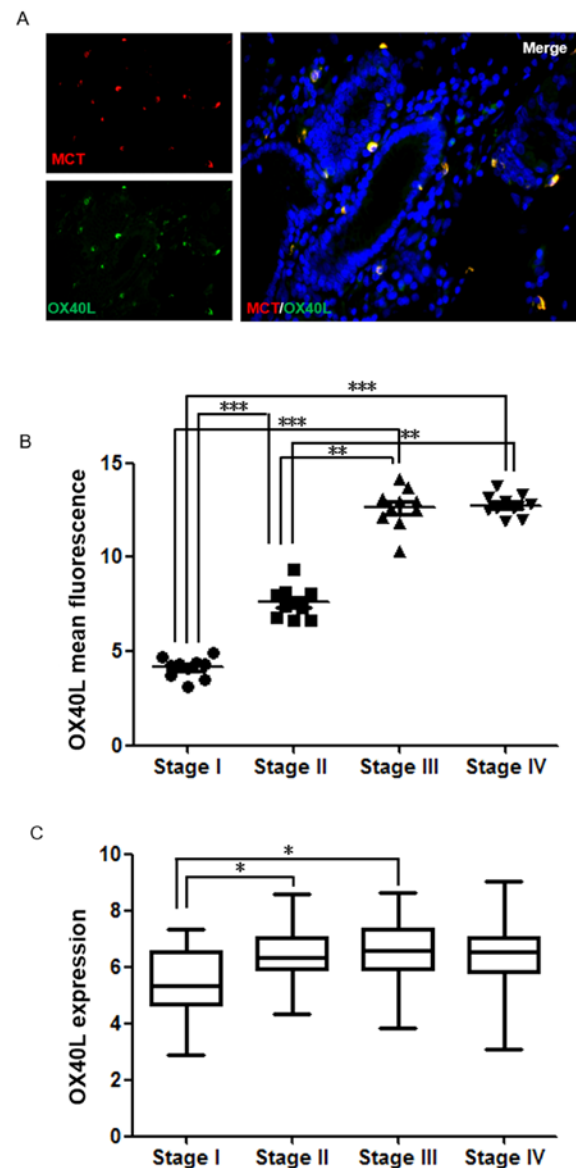 A
MCT
Merge
OX40L
MCT/OX40L
B
***
***
***
**
**
OX40L mean fluorescence
15
10
5
0
Stage I
Stage II
Stage III
Stage IV
C
*
*
OX40L expression
10
8
6
4
2
0
Stage I
Stage II
Stage III
Stage IV